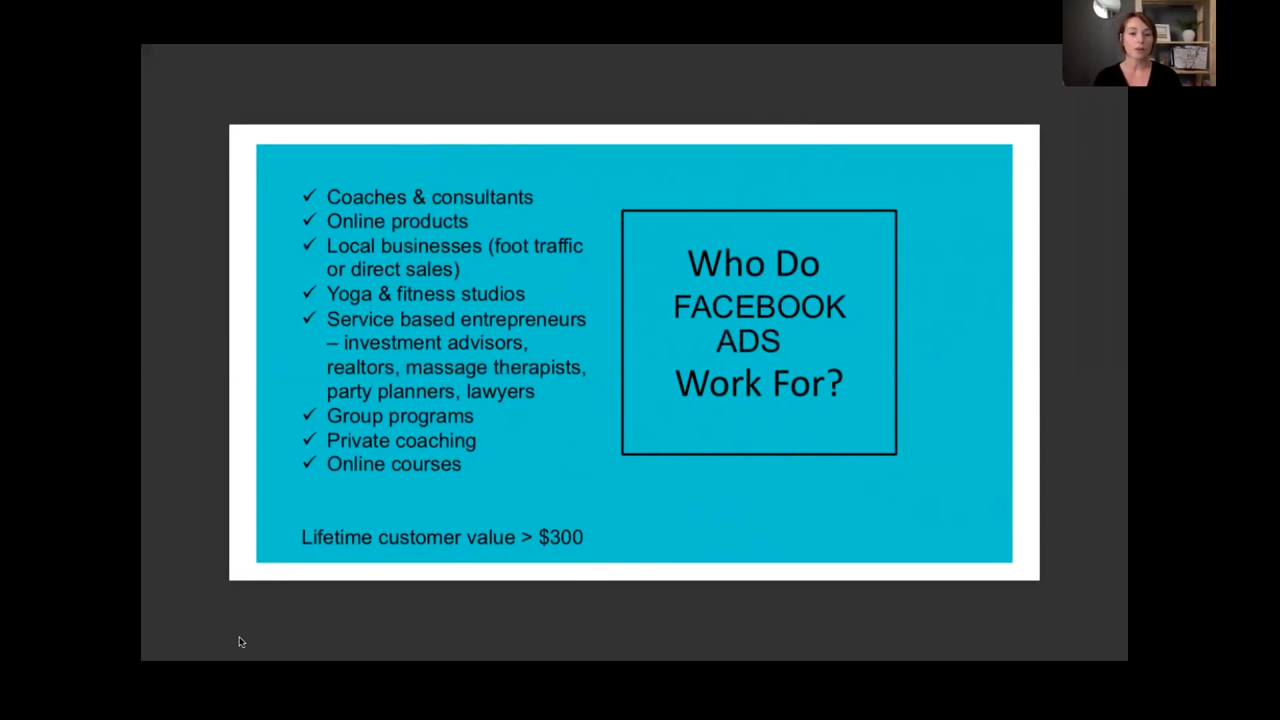 Coaches & consultants
Online products
Local businesses (foot traffic
or direct sales)
Yoga & fitness studios
Service based entrepreneurs
– investment advisors,
realtors, massage therapists,
party planners, lawyers
Group programs
Private coaching
Online courses
Lifetime customer value > $300
Who Do
FACEBOOK
ADS
Work For?